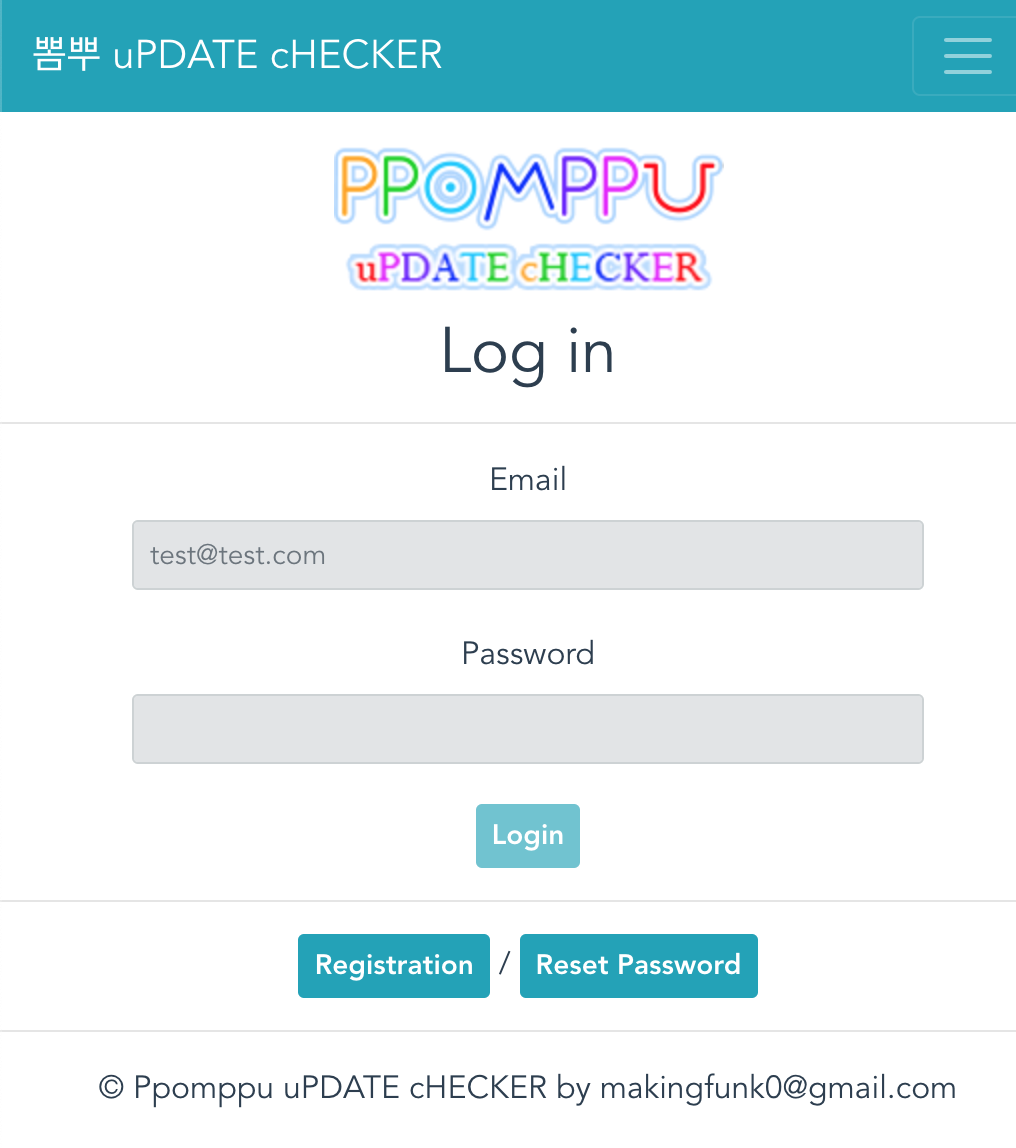 뽐뿌 uPDATE cHECKER
PPOMPPU
uPDATE cHECKER
Log in
Email
test@test.com
Password
Login
Registration / Reset Password
© Ppomppu uPDATE cHECKER by makingfunk0@gmail.com